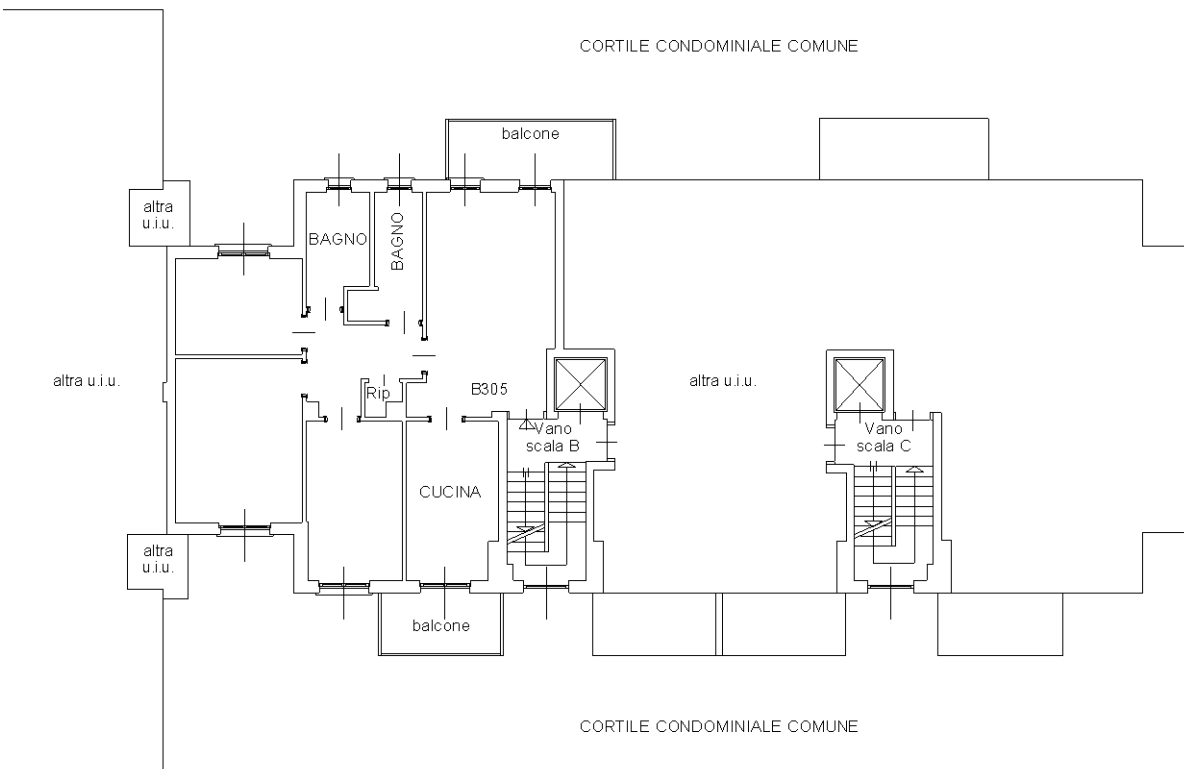 CORTILE CONDOMINIALE COMUNE
balcone
altra
u.i.u.
BAGNO
BAGNO
altra u.i.u.
Rip
B305
altra u.i.u.
Vano
scala B
Vano
scala C
CUCINA
altra
u.i.u.
balcone
CORTILE CONDOMINIALE COMUNE